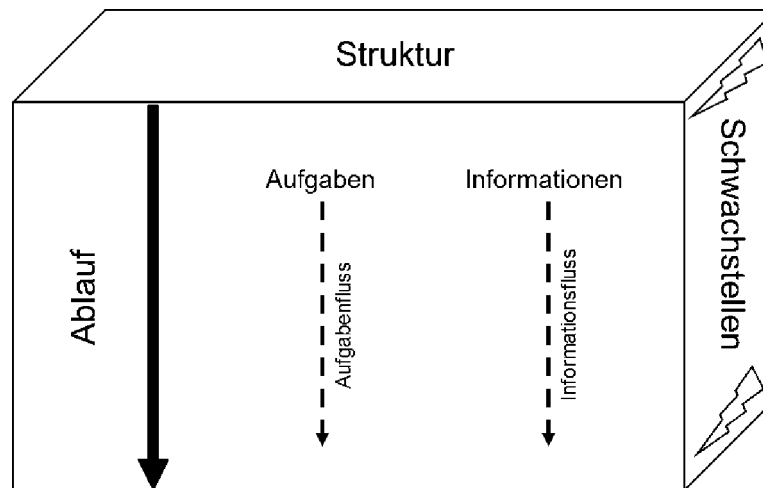 Struktur
Aufgaben
Informationen
Ablauf
Aufgabenfluss
Informationsfluss
Schwachstellen